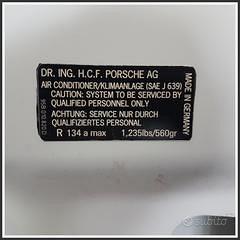 DR. ING. H.C.F. PORSCHE AG
AIR CONDITIONER/KLIMAANLAGE (SAE J 639)
CAUTION: SYSTEM TO BE SERVICED BY
QUALIFIED PERSONNEL ONLY
ACHTUNG: SERVICE NUR DURCH
QUALIFIZIERTES PERSONAL
R 134 a max 1,235lbs/560gr
MADE IN GERMANY
subito